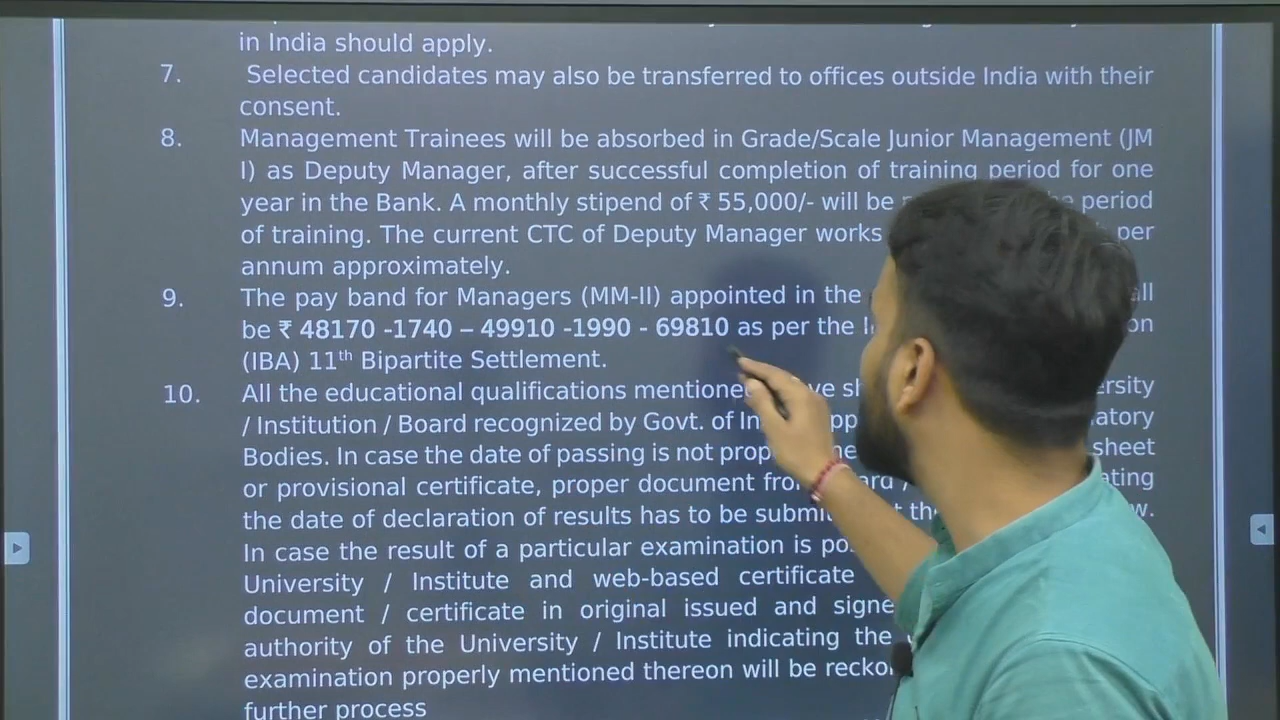 in India should apply.
7. Selected candidates may also be transferred to offices outside India with their
consent.
8. Management Trainees will be absorbed in Grade/Scale Junior Management (JM
I) as Deputy Manager, after successful completion of training period for one
year in the Bank. A monthly stipend of ₹ 55,000/- will be period
of training. The current CTC of Deputy Manager works per
annum approximately.
9. The pay band for Managers (MM-II) appointed in the
be ₹ 48170 -1740 – 49910 -1990 - 69810 as per the
(IBA) 11th Bipartite Settlement.
10. All the educational qualifications mentioned
/ Institution / Board recognized by Govt. of
Bodies. In case the date of passing is not sheet
or provisional certificate, proper document
the date of declaration of results has to be
In case the result of a particular examination is
University / Institute and web-based certificate
document / certificate in original issued and
authority of the University / Institute indicating the
examination properly mentioned thereon will be
further process